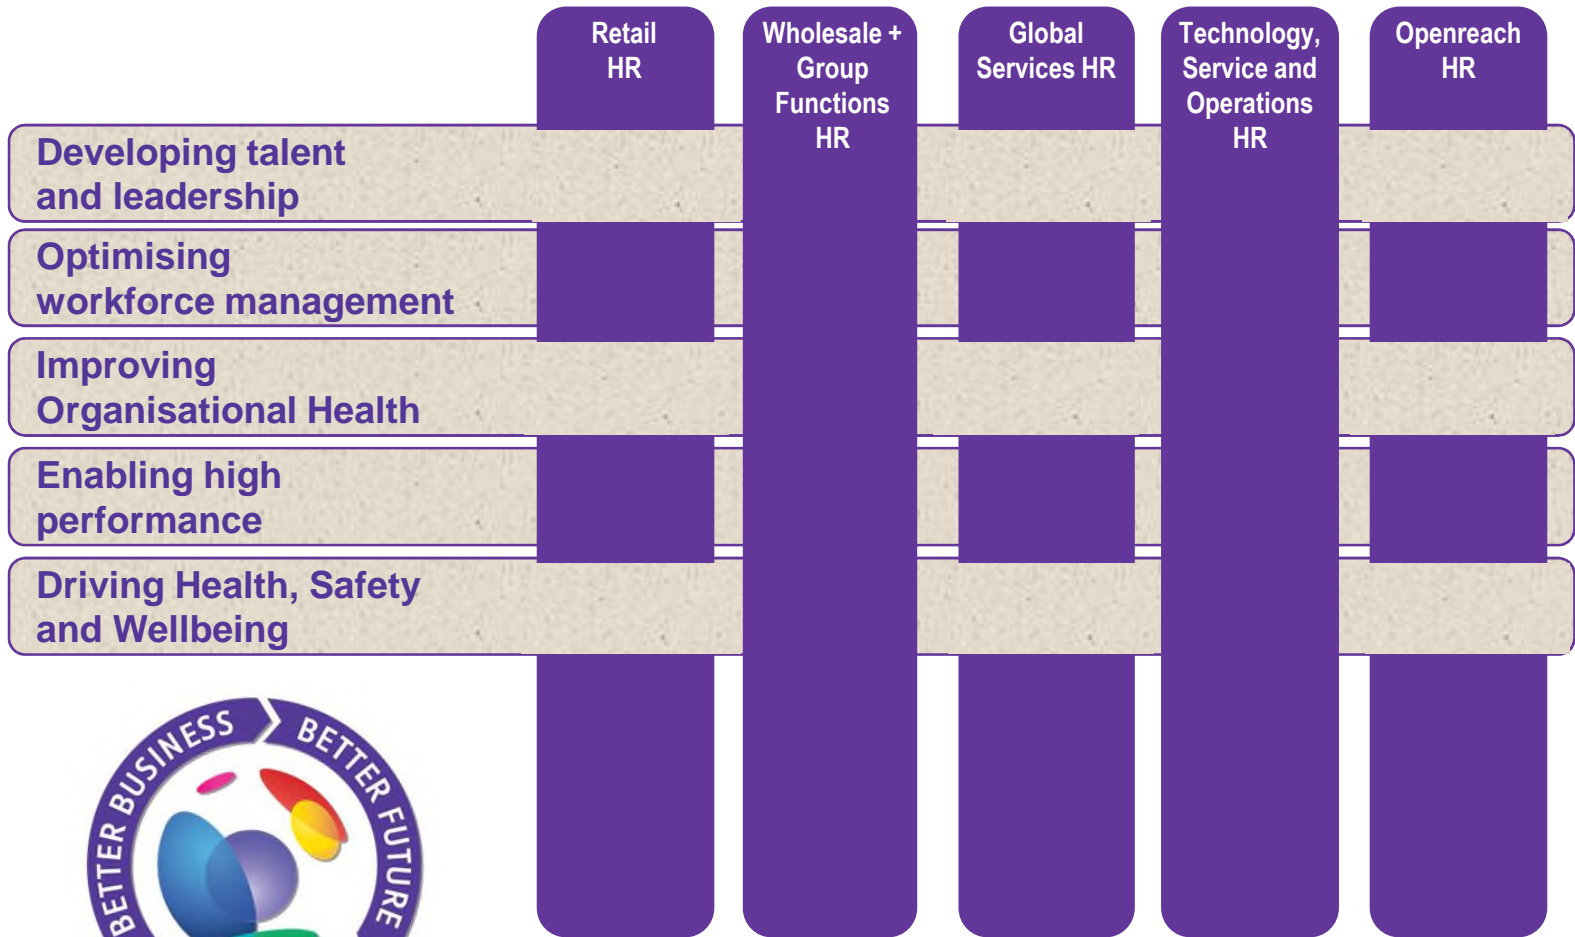 Retail
HR
Wholesale +
Group
Functions
HR
Global
Services HR
Technology,
Service and
Operations
HR
Openreach
HR
Developing talent
and leadership
Optimising
workforce management
Improving
Organisational Health
Enabling high
performance
Driving Health, Safety
and Wellbeing
BETTER BUSINESS
BETTER FUTURE